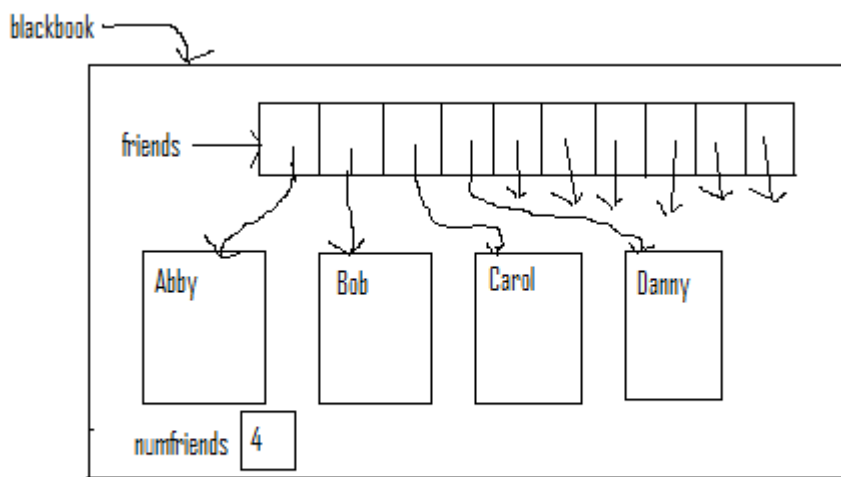 blackbook
friends
Abby
Bob
Carol
Danny
numfriends 4